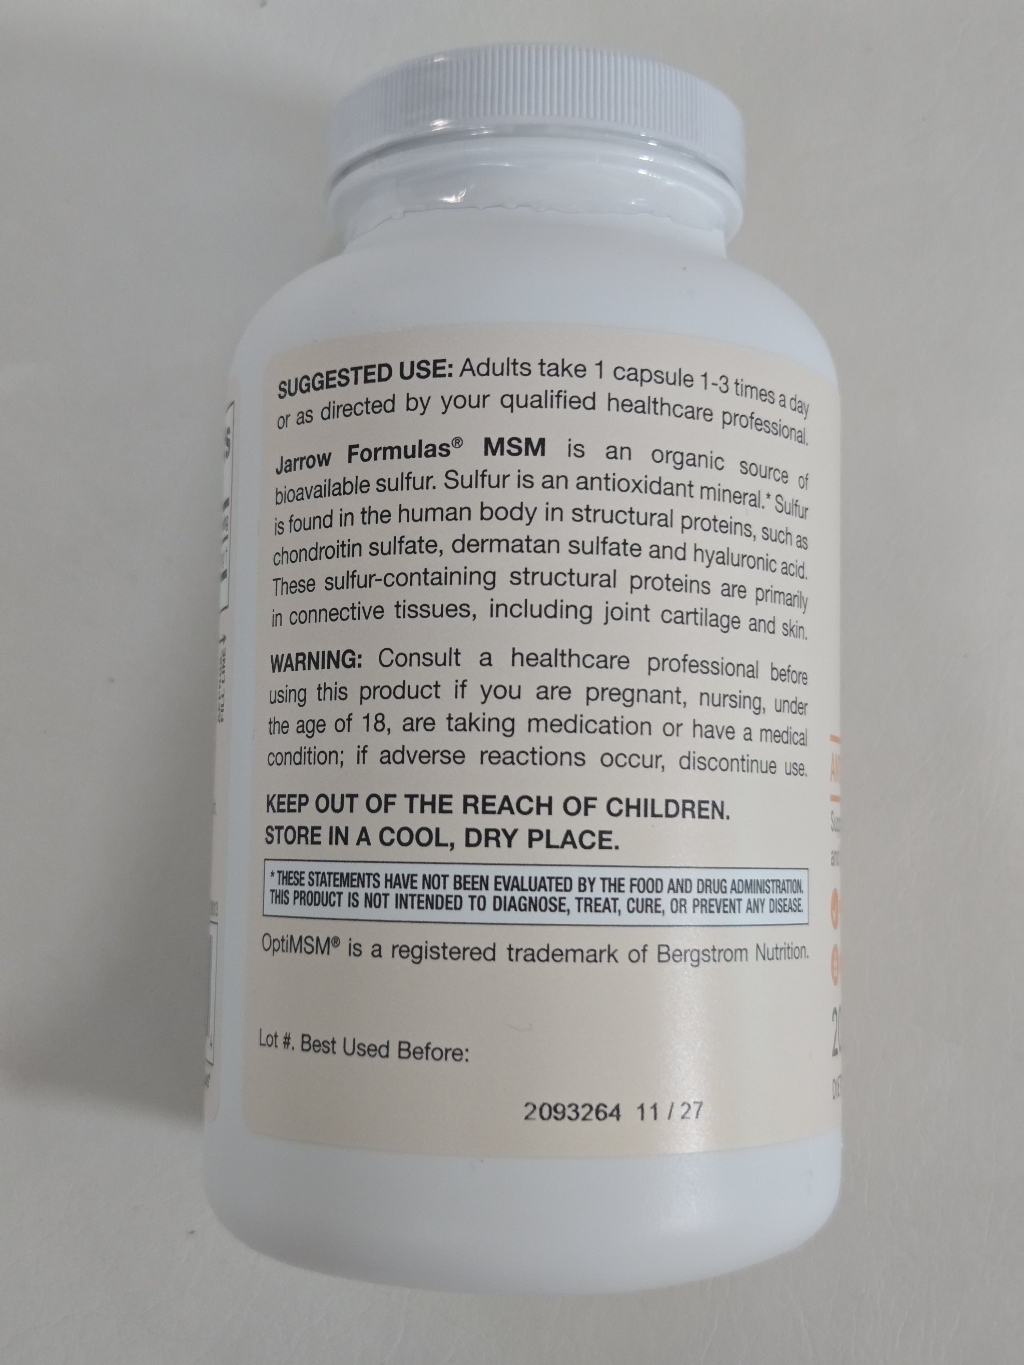 SUGGESTED USE: Adults take 1 capsule 1-3 times a day
or as directed by your qualified healthcare professional.
Jarrow Formulas® MSM is an organic source of
bioavailable sulfur. Sulfur is an antioxidant mineral.* Sulfur
is found in the human body in structural proteins, such as
chondroitin sulfate, dermatan sulfate and hyaluronic acid.
These sulfur-containing structural proteins are primarily
in connective tissues, including joint cartilage and skin.
WARNING: Consult a healthcare professional before
using this product if you are pregnant, nursing, under
the age of 18, are taking medication or have a medical
condition; if adverse reactions occur, discontinue use.
KEEP OUT OF THE REACH OF CHILDREN.
STORE IN A COOL, DRY PLACE.
* THESE STATEMENTS HAVE NOT BEEN EVALUATED BY THE FOOD AND DRUG ADMINISTRATION.
THIS PRODUCT IS NOT INTENDED TO DIAGNOSE, TREAT, CURE, OR PREVENT ANY DISEASE.
OptiMSM® is a registered trademark of Bergstrom Nutrition.
Lot #. Best Used Before:
2093264 11 / 27